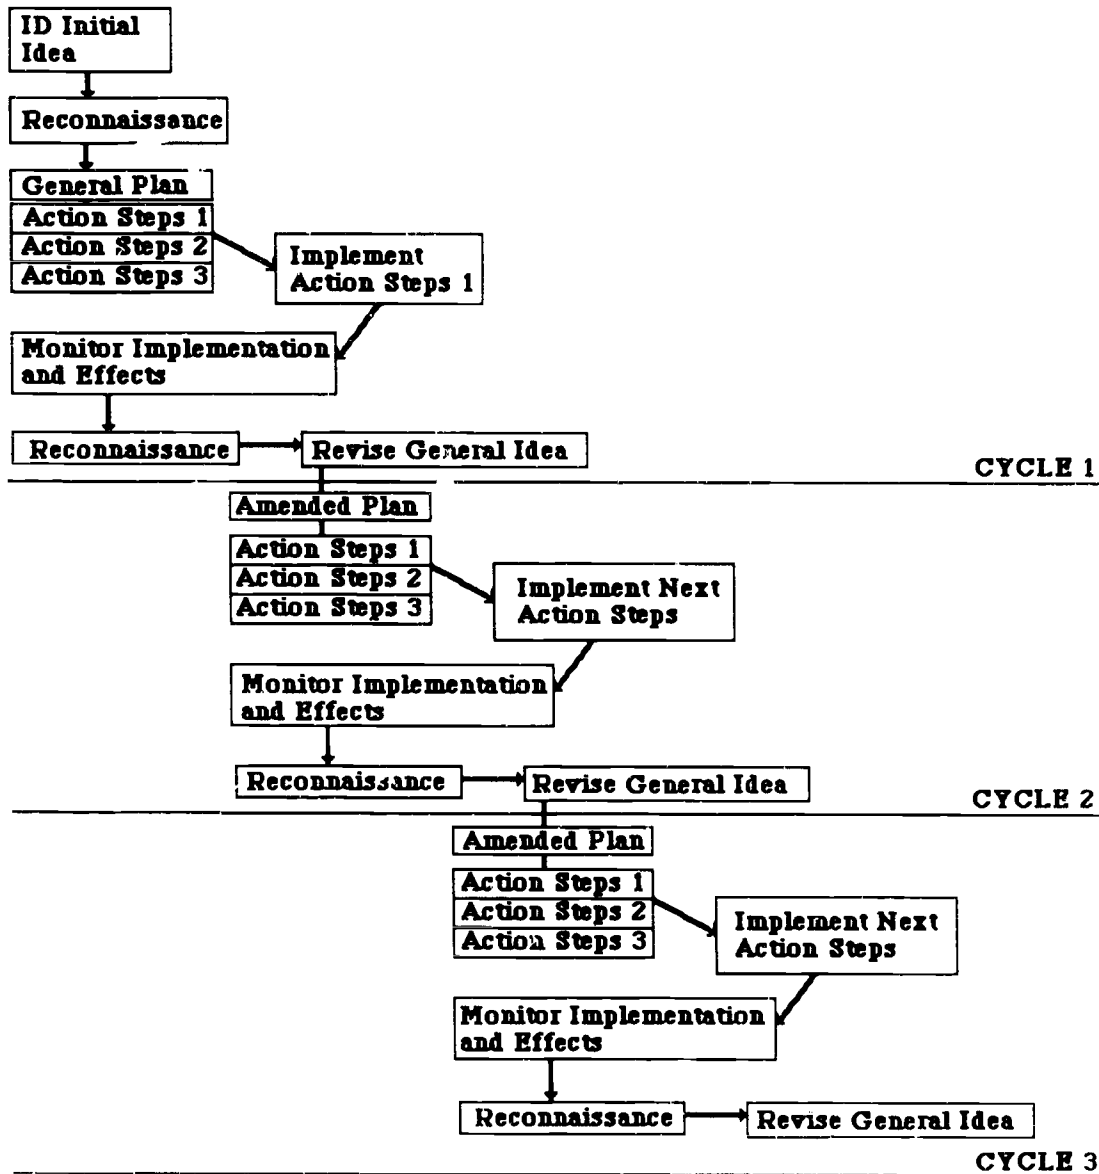 ID Initial
Idea
Reconnaissance
General Plan
Action Steps 1
Action Steps 2
Action Steps 3
Implement
Action Steps 1
Monitor Implementation
and Effects
Reconnaissance
Revise General Idea
CYCLE 1
Amended Plan
Action Steps 1
Action Steps 2
Action Steps 3
Implement Next
Action Steps
Monitor Implementation
and Effects
Reconnaissance
Revise General Idea
CYCLE 2
Amended Plan
Action Steps 1
Action Steps 2
Action Steps 3
Implement Next
Action Steps
Monitor Implementation
and Effects
Reconnaissance
Revise General Idea
CYCLE 3